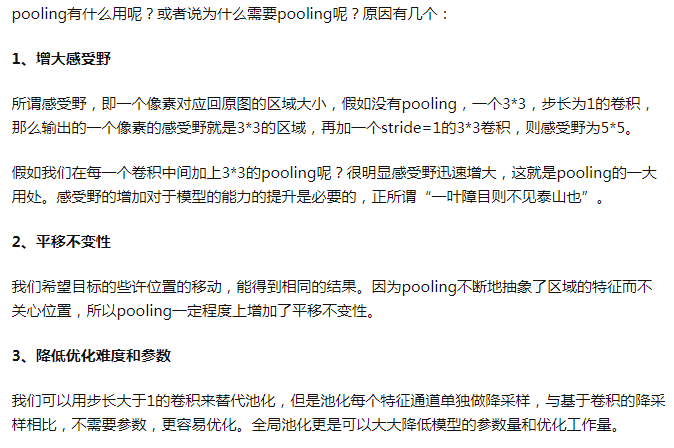 pooling有什么用呢？或者说为什么需要pooling呢？原因有几个：
1、增大感受野
所谓感受野，即一个像素对应回原图的区域大小，假如没有pooling，一个3*3，步长为1的卷积，
那么输出的一个像素的感受野就是3*3的区域，再加一个stride=1的3*3卷积，则感受野为5*5。
假如我们在每一个卷积中间加上3*3的pooling呢？很明显感受野迅速增大，这就是pooling的一大
用处。感受野的增加对于模型的能力的提升是必要的，正所谓“一叶障目则不见泰山也”。
2、平移不变性
我们希望目标的些许位置的移动，能得到相同的结果。因为pooling不断地抽象了区域的特征而不
关心位置，所以pooling一定程度上增加了平移不变性。
3、降低优化难度和参数
我们可以用步长大于1的卷积来替代池化，但是池化每个特征通道单独做降采样，与基于卷积的降采
样相比，不需要参数，更容易优化。全局池化更是可以大大降低模型的参数量和优化工作量。